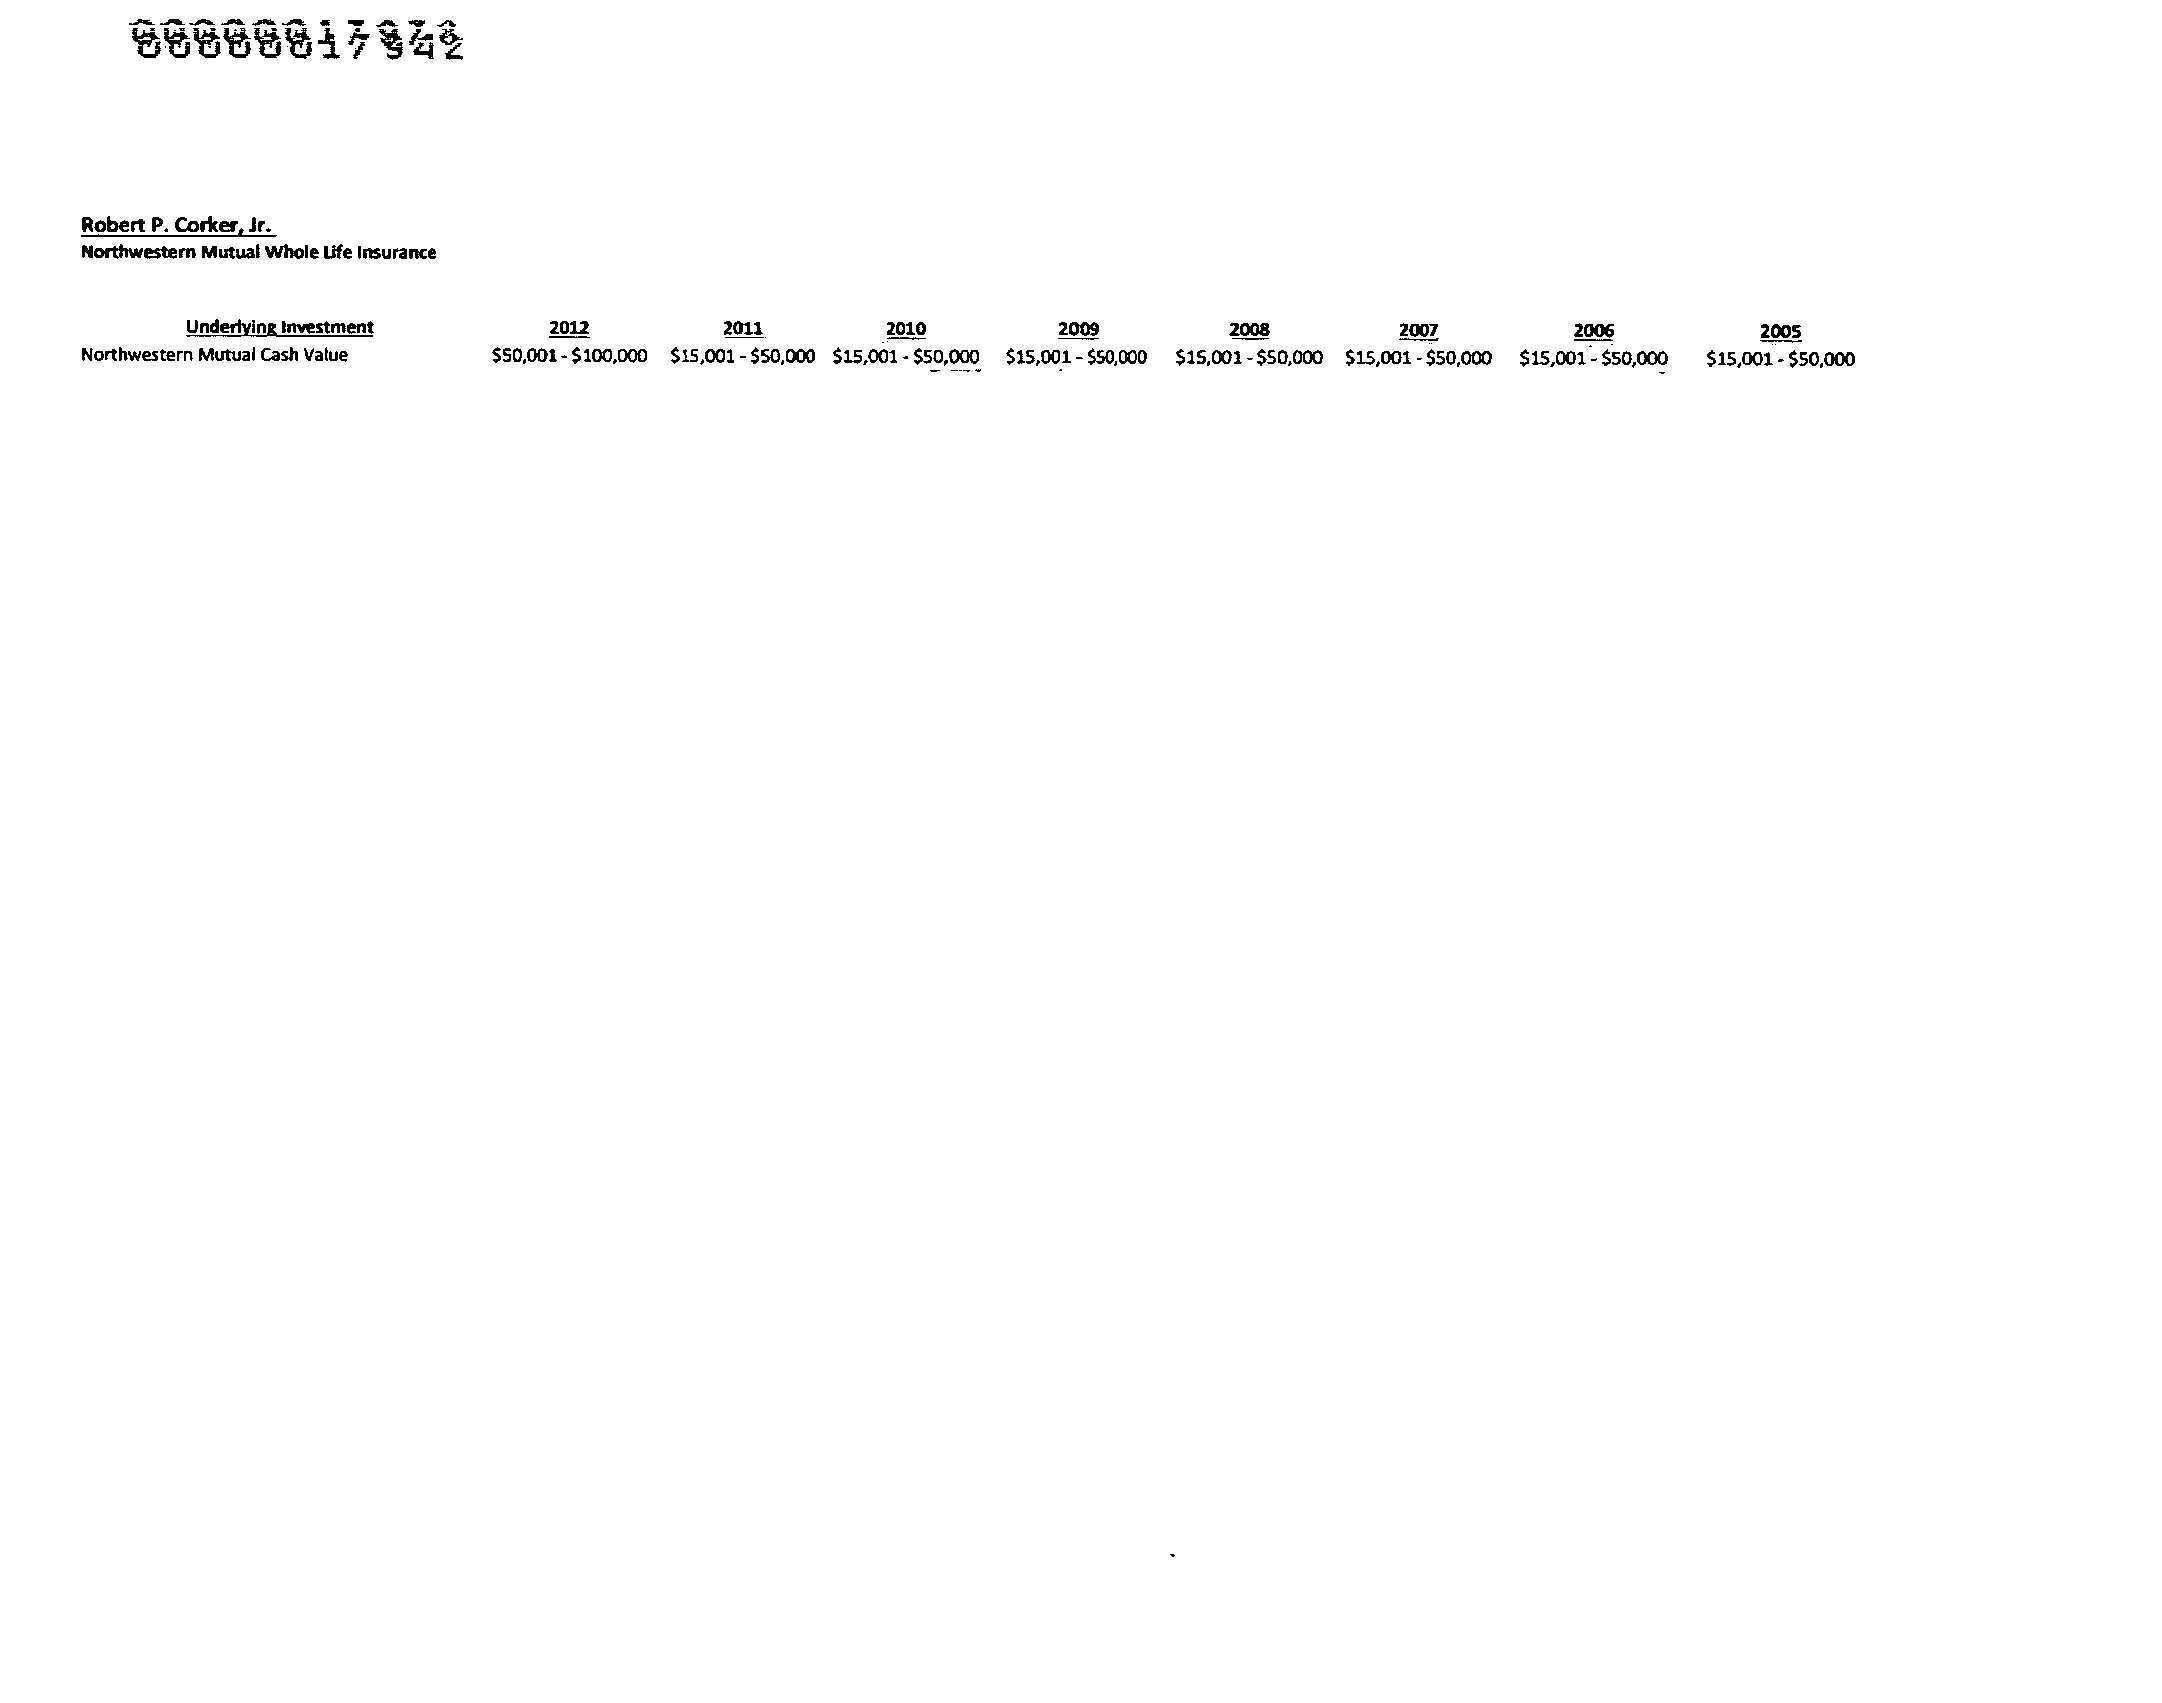 Robert P. Corker, Jr.
Northwestern Mutual Whole Life Insurance
Underlying Investment 2012 2011 2010 2009 2008 2007 2006 2005
Northwestern Mutual Cash Value $50,001 - $100,000 $15,001 - $50,000 $15,001 - $50,000 $15,001 - $50,000 $15,001 - $50,000 $15,001 - $50,000 $15,001 - $50,000 $15,001 - $50,000